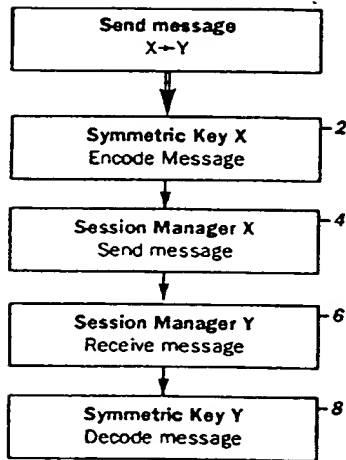 Send message
X→Y
Symmetric Key X
Encode Message
2
Session Manager X
Send message
4
Session Manager Y
Receive message
6
Symmetric Key Y
Decode message
8